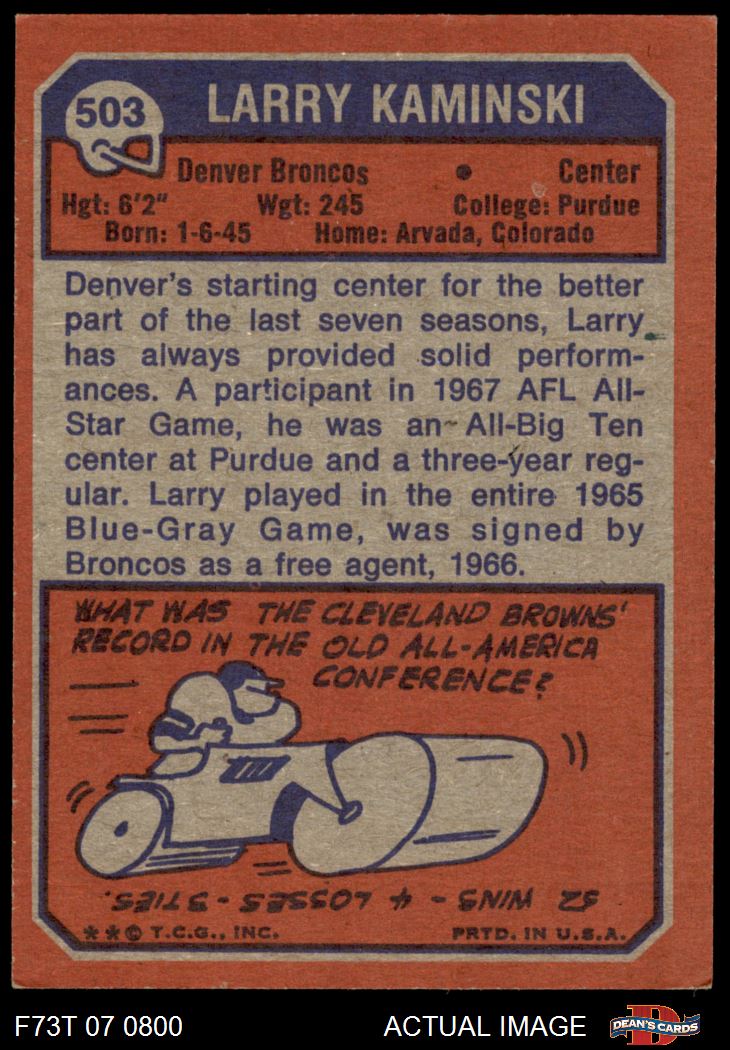 503
LARRY KAMINSKI
Denver Broncos • Center
Hgt: 6'2" Wgt: 245 College: Purdue
Born: 1-6-45 Home: Arvada, Colorado
Denver's starting center for the better
part of the last seven seasons, Larry
has always provided solid perform-
ances. A participant in 1967 AFL All-
Star Game, he was an All-Big Ten
center at Purdue and a three-year reg-
ular. Larry played in the entire 1965
Blue-Gray Game, was signed by
Broncos as a free agent, 1966.
WHAT WAS THE CLEVELAND BROWNS'
RECORD IN THE OLD ALL-AMERICA
CONFERENCE?
52 WINS - 4 LOSSES - 3 TIES.
**© T.C.G., INC. PRTD. IN U.S.A.
F73T 07 0800 ACTUAL IMAGE
D
DEAN'S CARDS